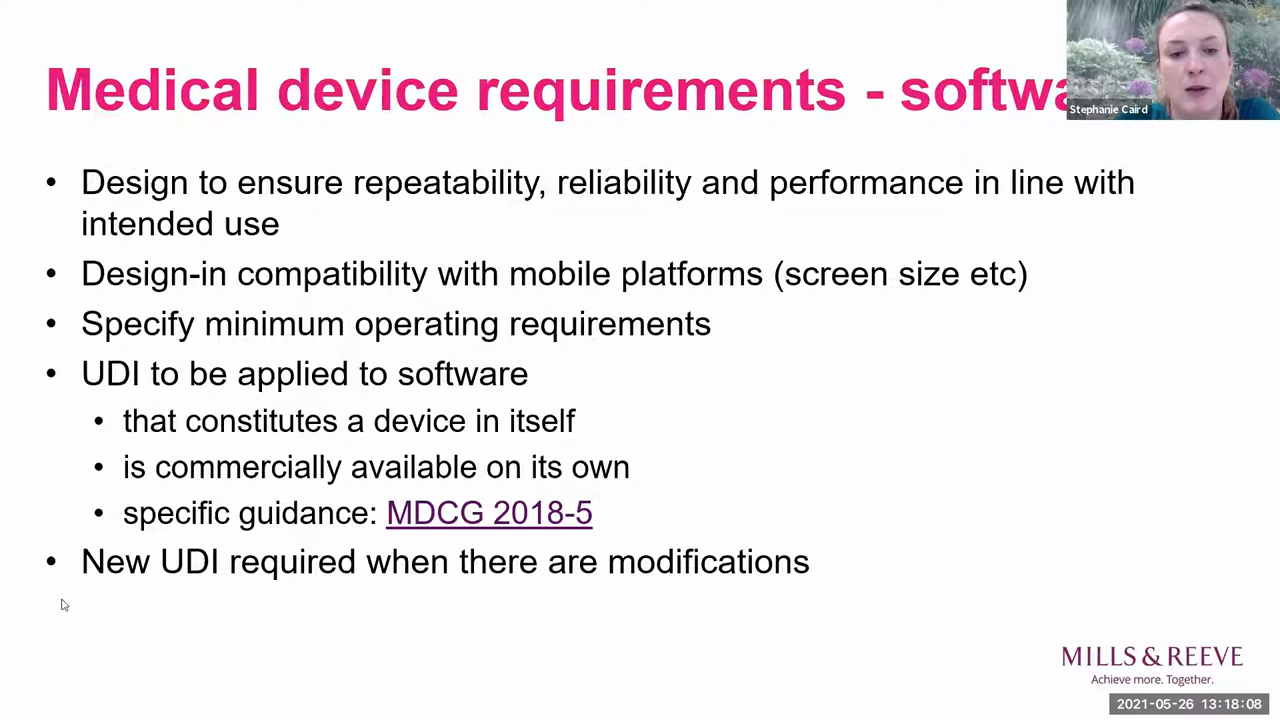 Medical device requirements - softwa
Stephanie Caird
• Design to ensure repeatability, reliability and performance in line with
intended use
• Design-in compatibility with mobile platforms (screen size etc)
• Specify minimum operating requirements
• UDI to be applied to software
• that constitutes a device in itself
• is commercially available on its own
• specific guidance: MDCG 2018-5
• New UDI required when there are modifications
MILLS & REEVE
Achieve more. Together.
2021-05-26 13:18:08